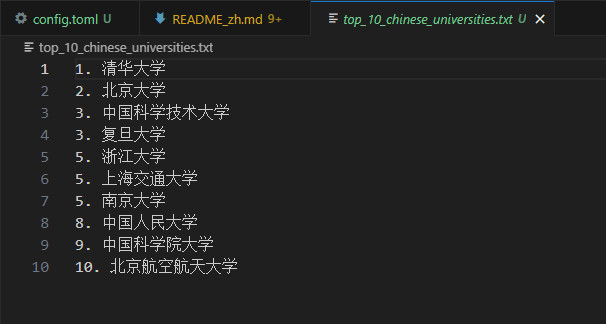 config.toml U README_zh.md 9+ top_10_chinese_universities.txt U
top_10_chinese_universities.txt
1 1. 清华大学
2 2. 北京大学
3 3. 中国科学技术大学
4 3. 复旦大学
5 5. 浙江大学
6 5. 上海交通大学
7 5. 南京大学
8 8. 中国人民大学
9 9. 中国科学院大学
10 10. 北京航空航天大学